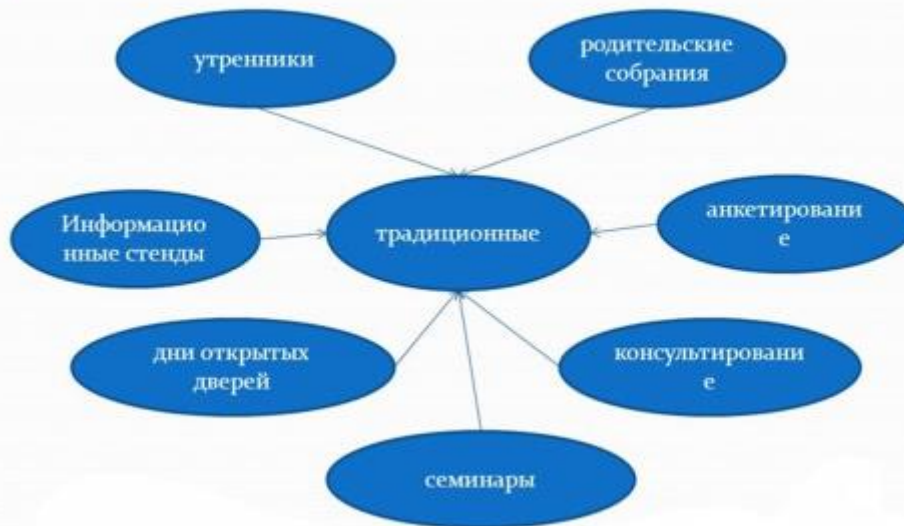 утренники
родительские
собрания
Информацио
нные стенды
традиционные
анкетировани
е
дни открытых
дверей
консультировани
е
семинары